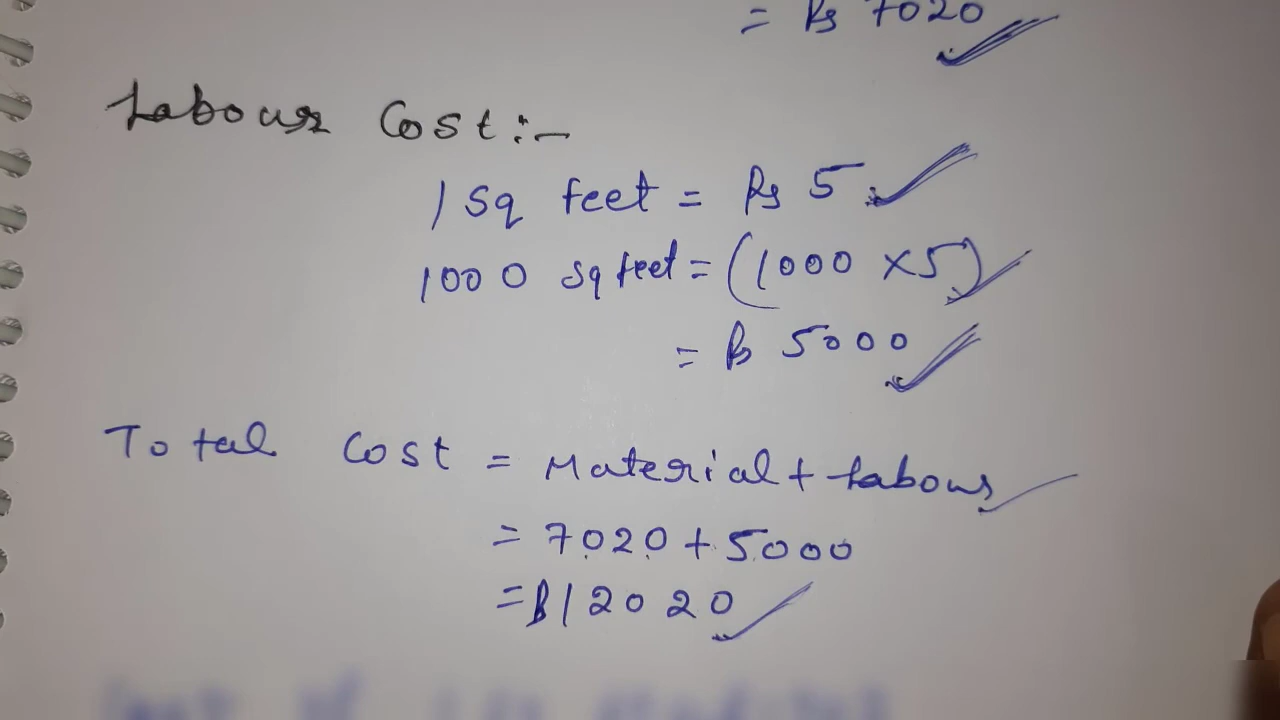 = Rs 7020
Labour Cost:-
1 Sq feet = Rs 5
1000 sq feet = (1000 x5)
= Rs 5000
Total Cost = Material + Labour
= 7020 + 5000
= Rs 12020